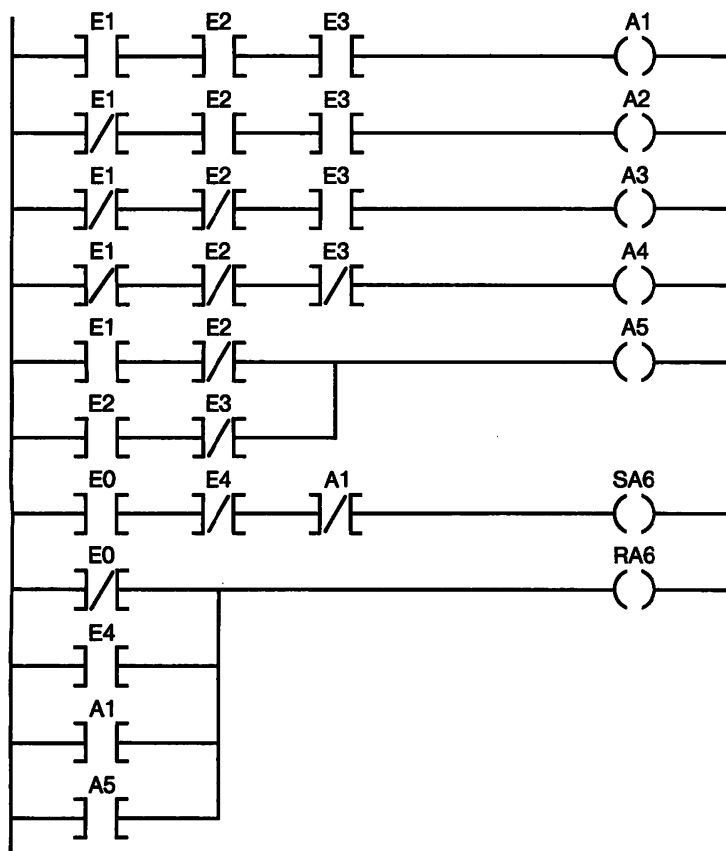 E1 E2 E3 A1
E1 E2 E3 A2
E1 E2 E3 A3
E1 E2 E3 A4
E1 E2 A5
E2 E3
E0 E4 A1 SA6
E0 RA6
E4
A1
A5